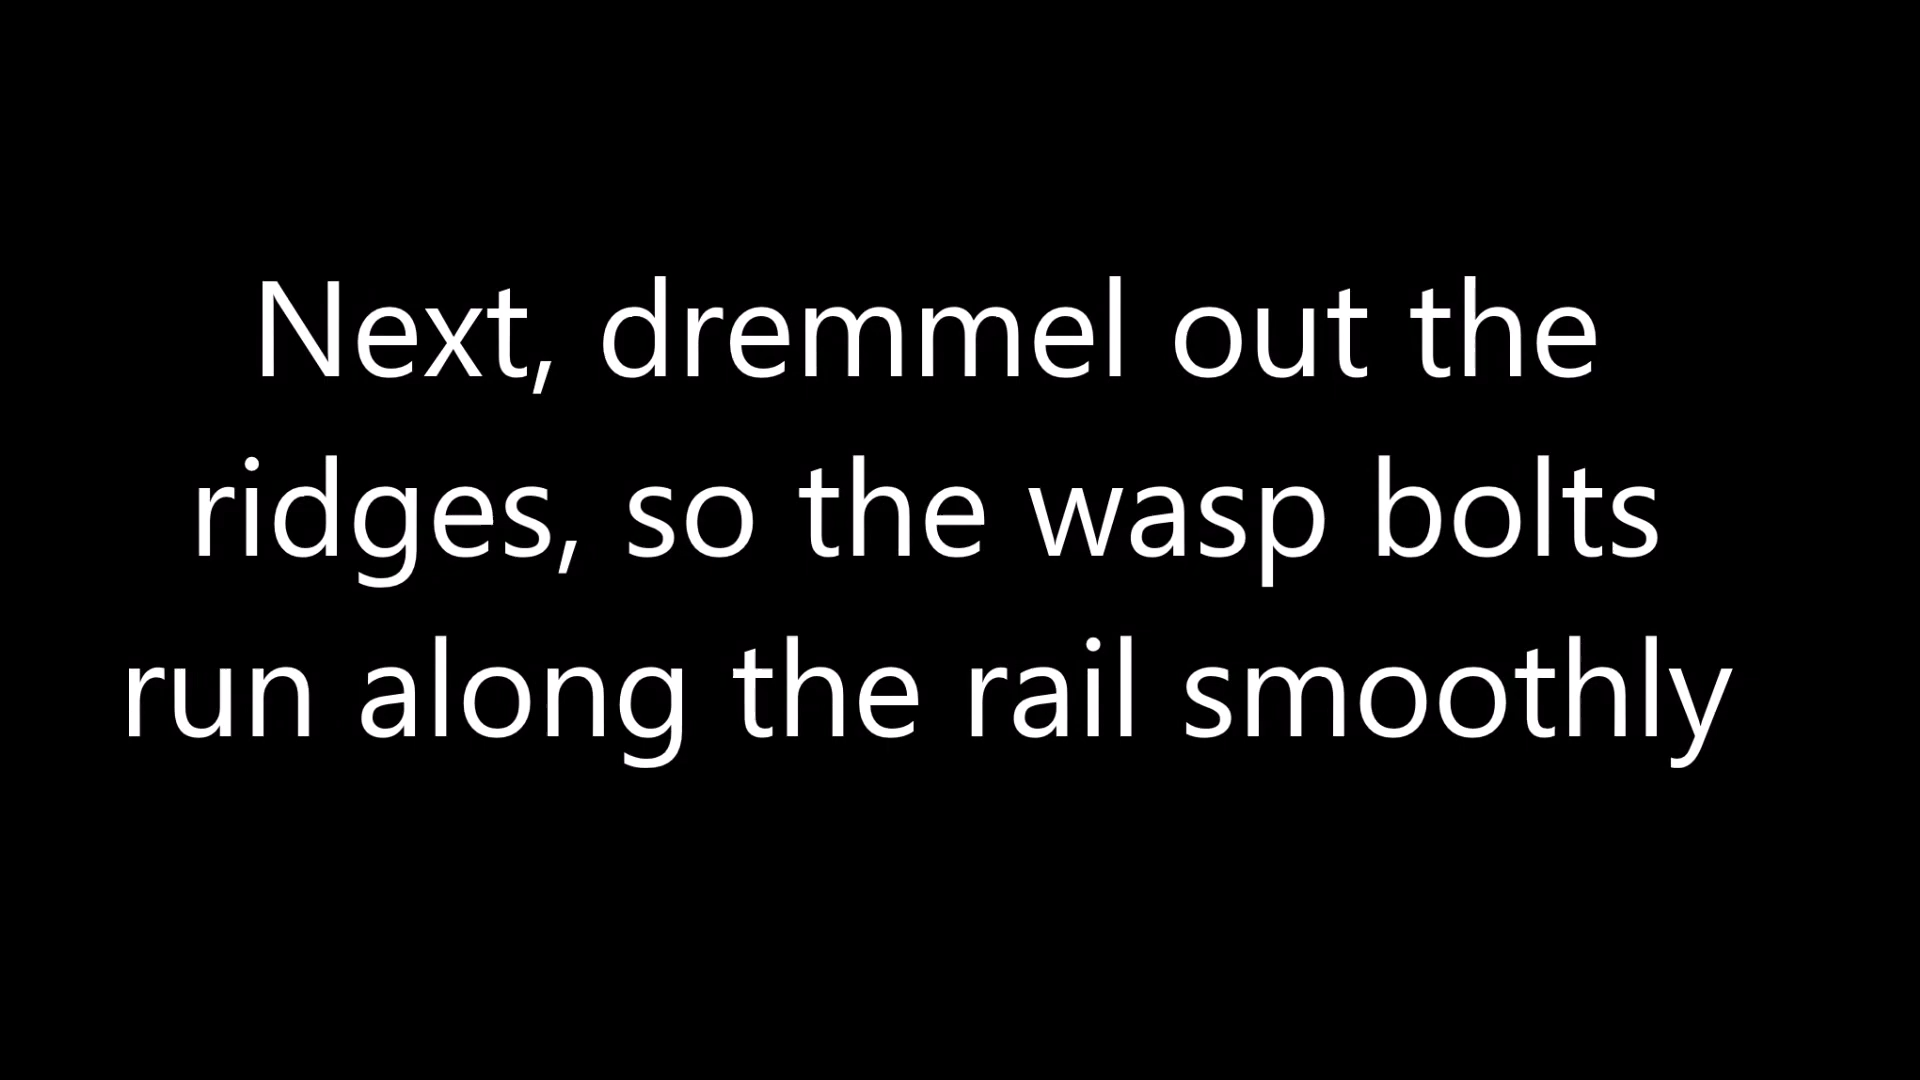 Next, dremmel out the
ridges, so the wasp bolts
run along the rail smoothly